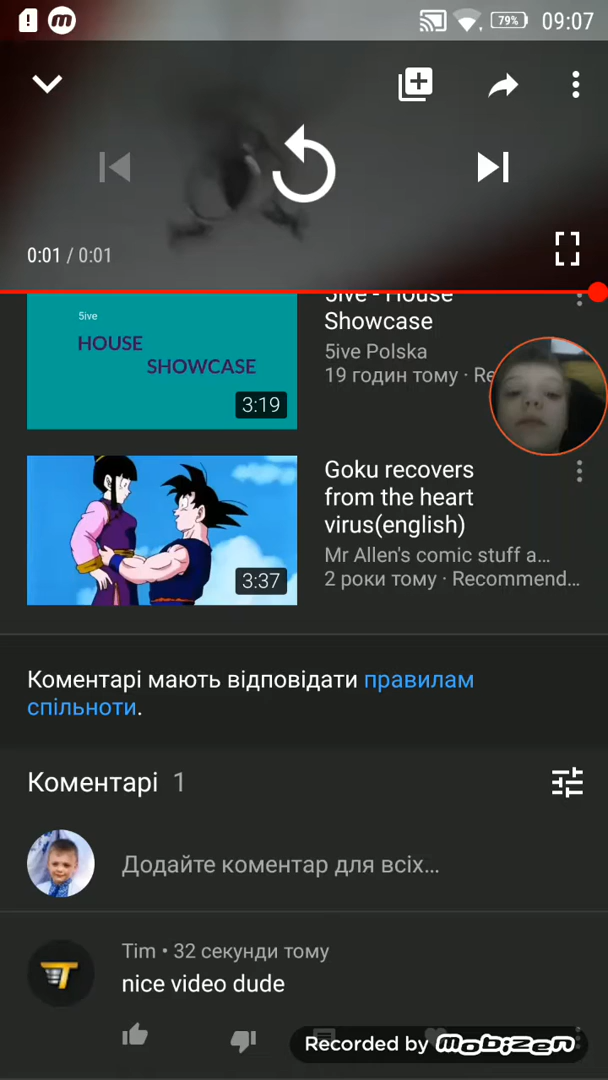 79% 09:07
0:01 / 0:01
5ive - House
Showcase
5ive Polska
19 годин тому ·
5ive
HOUSE
SHOWCASE
3:19
Goku recovers
from the heart
virus(english)
Mr Allen's comic stuff a...
2 роки тому · Recommend...
3:37
Коментарі мають відповідати правилам
спільноти.
Коментарі 1
Додайте коментар для всіх...
Tim • 32 секунди тому
nice video dude
Recorded by Mobizen